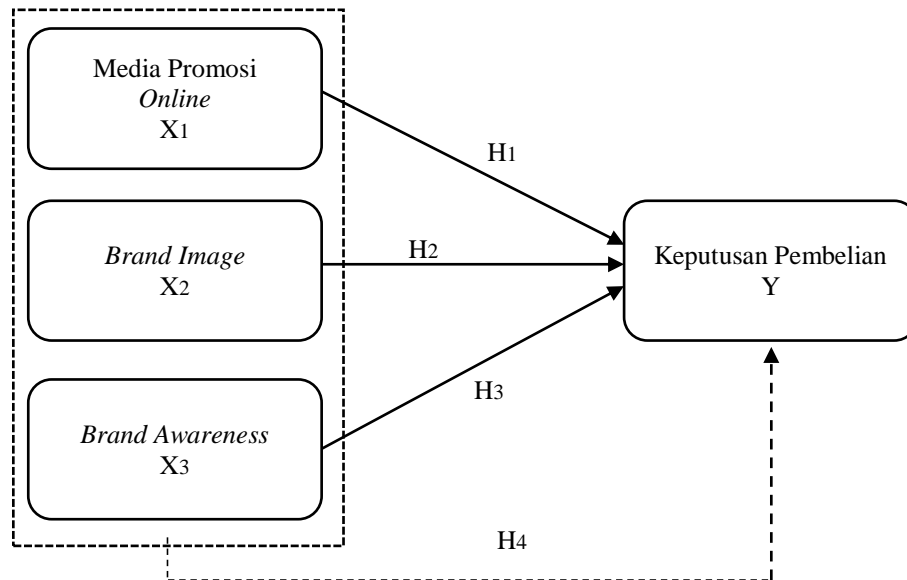 Media Promosi
Online
X1
H1
Brand Image
X2
H2
Keputusan Pembelian
Y
H3
Brand Awareness
X3
H4